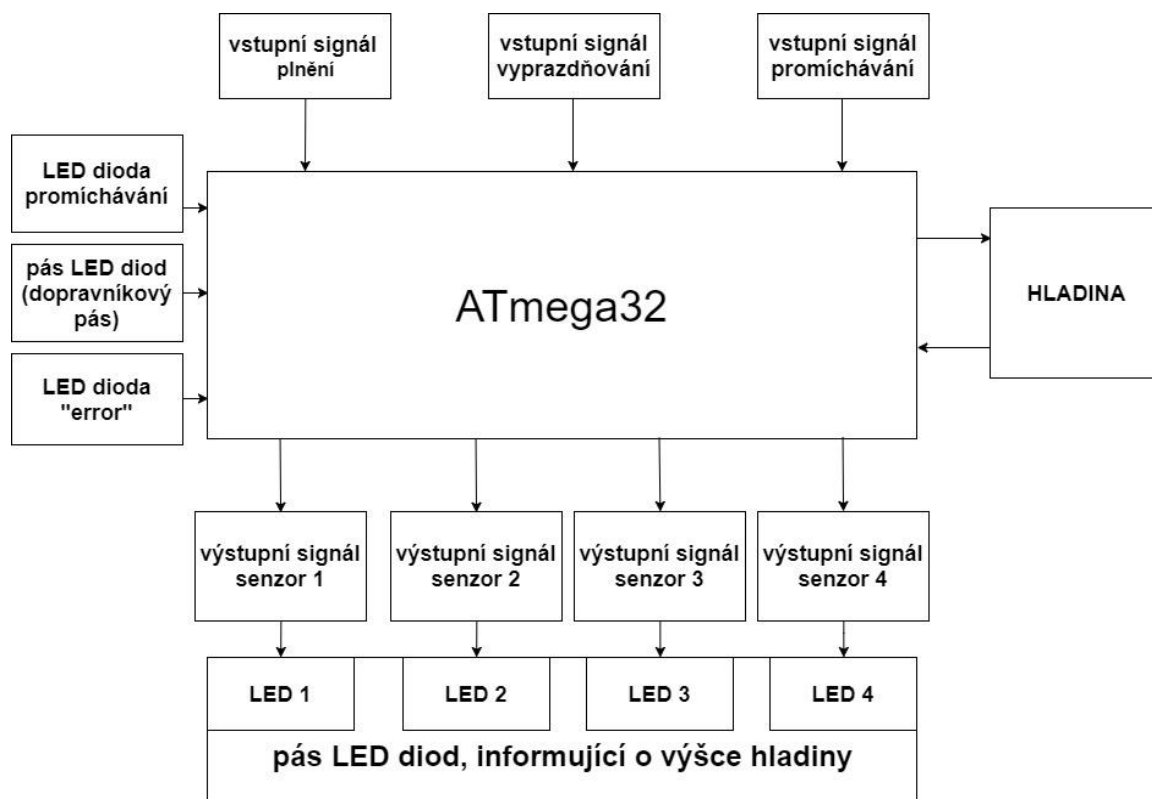 vstupní signál
plnění
vstupní signál
vyprazdňování
vstupní signál
promíchávání
LED dioda
promíchávání
pás LED diod
(dopravníkový
pás)
LED dioda
"error"
ATmega32
HLADINA
výstupní signál
senzor 1
výstupní signál
senzor 2
výstupní signál
senzor 3
výstupní signál
senzor 4
LED 1
LED 2
LED 3
LED 4
pás LED diod, informující o výšce hladiny